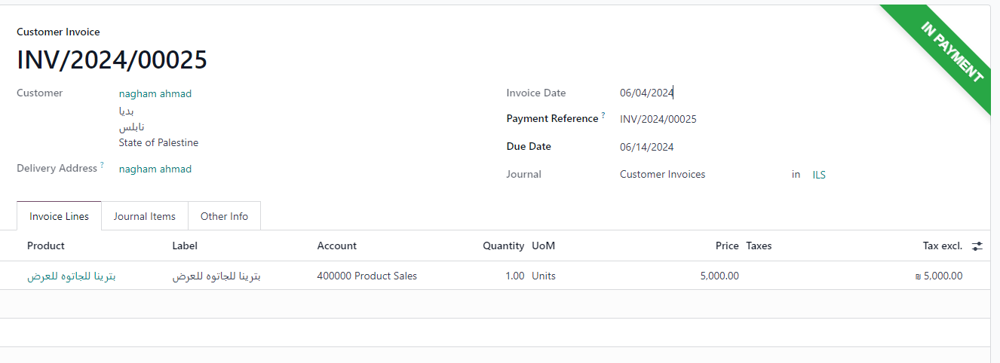 IN PAYMENT
Customer Invoice
INV/2024/00025
Customer nagham ahmad
بديا
نابلس
State of Palestine
Delivery Address ? nagham ahmad
Invoice Date 06/04/2024
Payment Reference ? INV/2024/00025
Due Date 06/14/2024
Journal Customer Invoices in ILS
Invoice Lines Journal Items Other Info
Product Label Account Quantity UoM Price Taxes Tax excl.
بترينا للجاتوه للعرض بترينا للجاتوه للعرض 400000 Product Sales 1.00 Units 5,000.00 ₪ 5,000.00